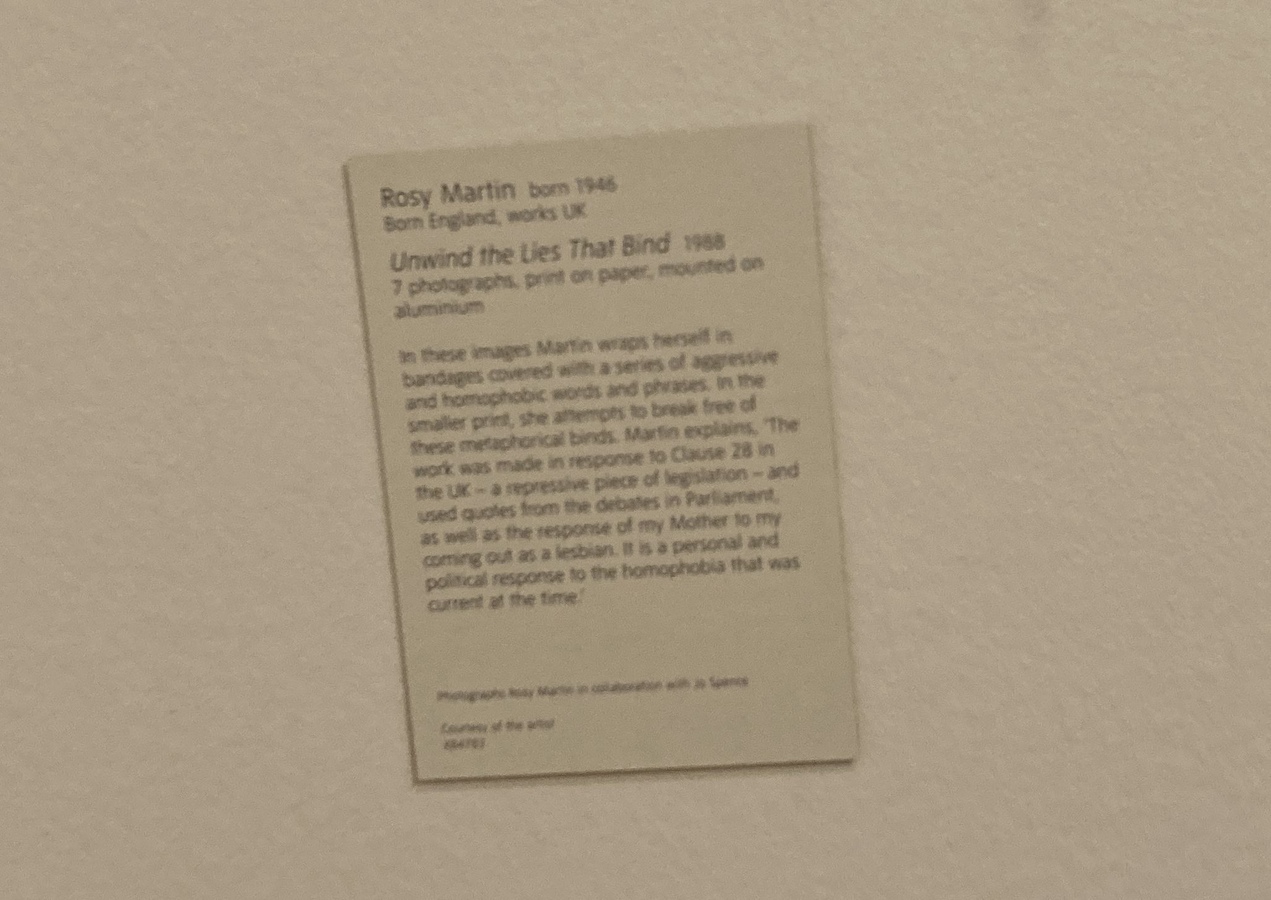 Rosy Martin born 1946
Born England, works UK
Unwind the Lies That Bind 1988
7 photographs, print on paper, mounted on
aluminium
In these images Martin wraps herself in
bandages covered with a series of aggressive
and homophobic words and phrases. In the
smaller print, she attempts to break free of
these metaphorical binds. Martin explains, 'The
work was made in response to Clause 28 in
the UK – a repressive piece of legislation – and
used quotes from the debates in Parliament,
as well as the response of my Mother to my
coming out as a lesbian. It is a personal and
political response to the homophobia that was
current at the time.'
Photographs Rosy Martin in collaboration with Jo Spence
Courtesy of the artist